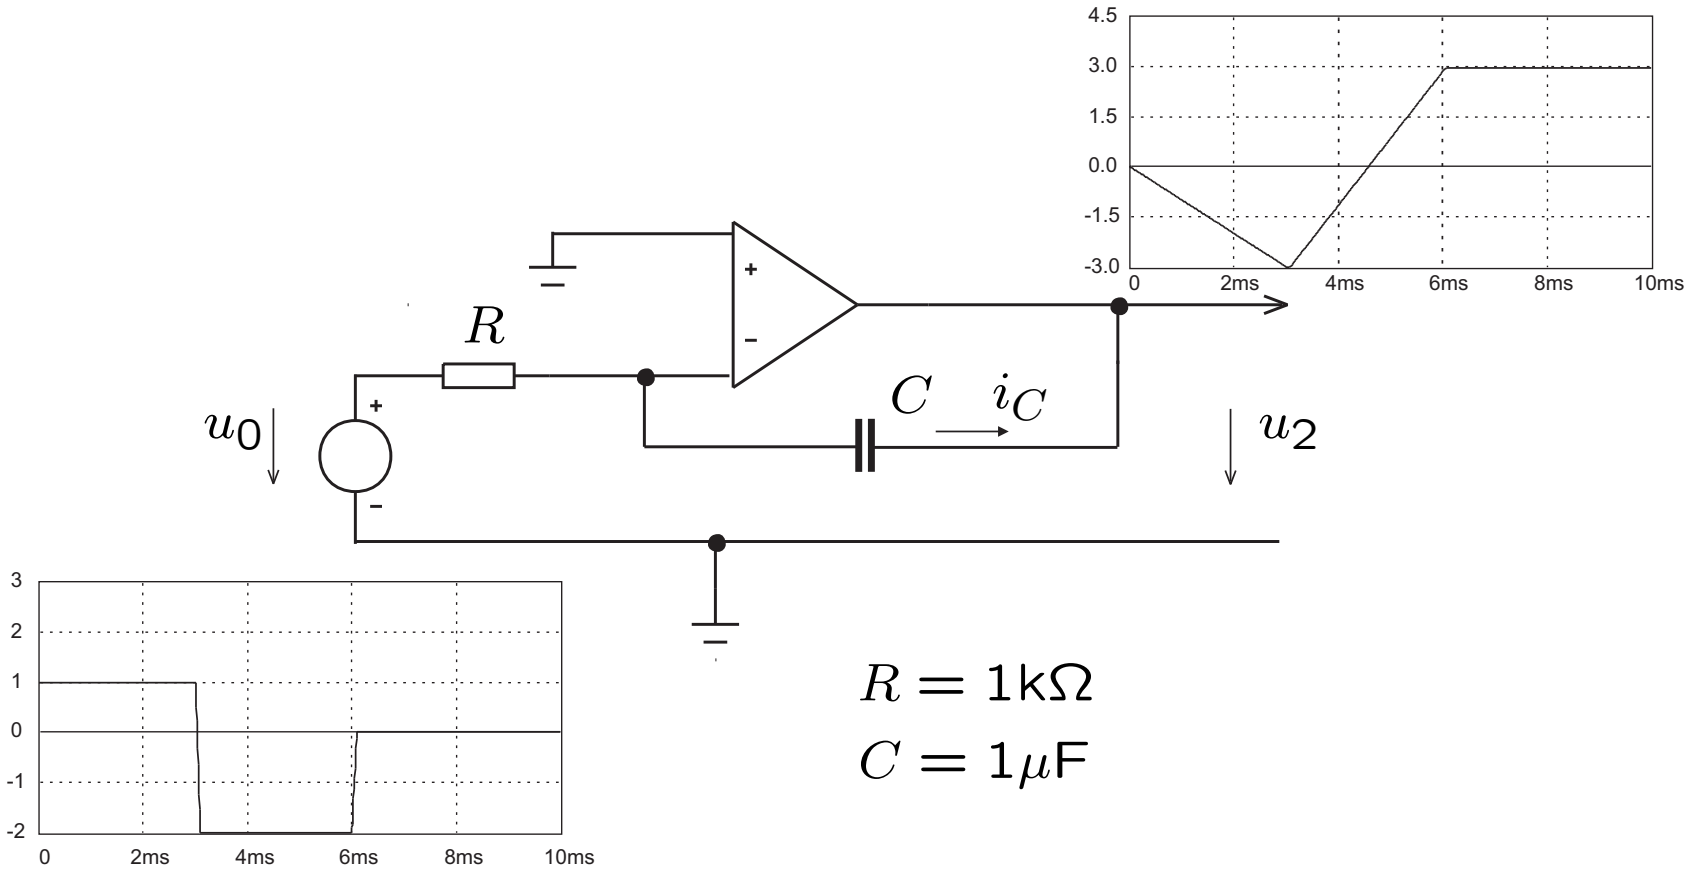 4.5
3.0
1.5
0.0
-1.5
-3.0
0 2ms 4ms 6ms 8ms 10ms
+
R
−
C i_C
u_0
+
u_2
−
3
2
1
0
-1
-2
0 2ms 4ms 6ms 8ms 10ms
R = 1kΩ
C = 1μF